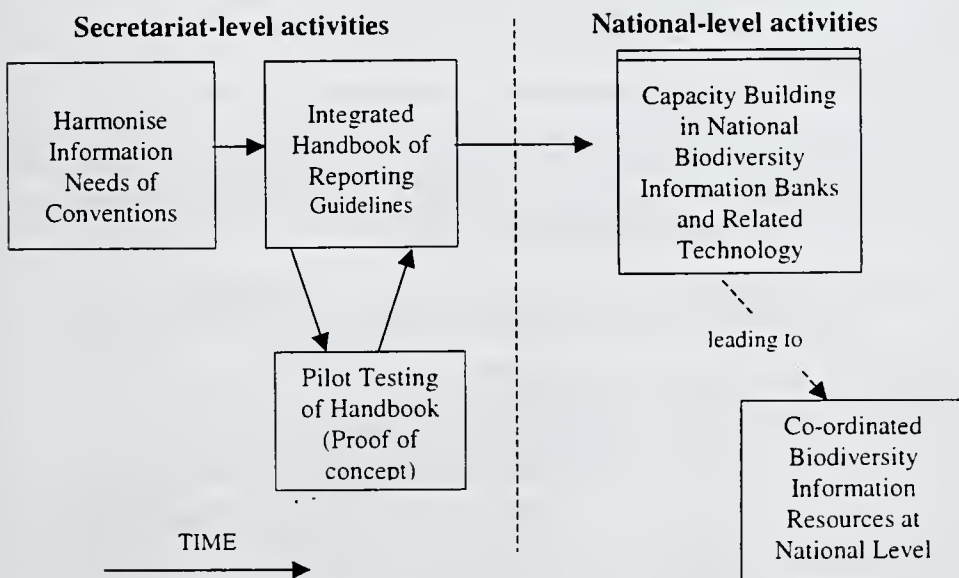 Secretariat-level activities
National-level activities
Harmonise
Information
Needs of
Conventions
Integrated
Handbook of
Reporting
Guidelines
Capacity Building
in National
Biodiversity
Information Banks
and Related
Technology
Pilot Testing
of Handbook
(Proof of
concept)
leading to
Co-ordinated
Biodiversity
Information
Resources at
National Level
TIME